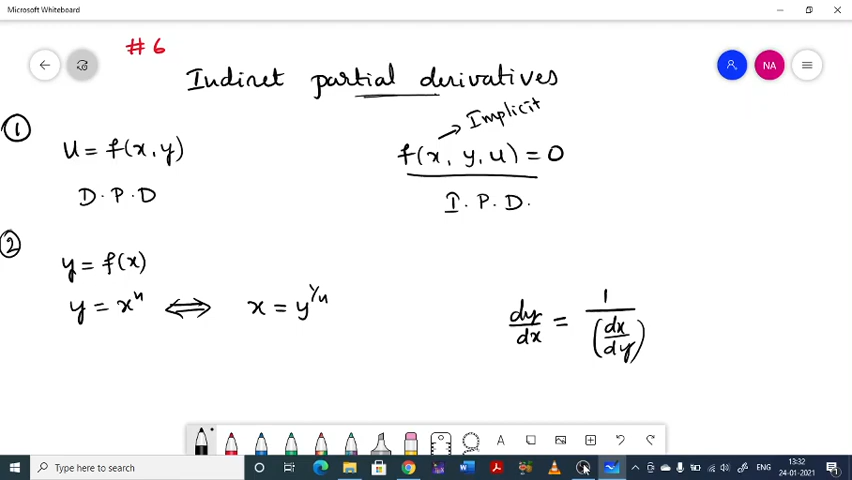 Microsoft Whiteboard
#6
Indirect partial derivatives
NA
→ Implicit
①
u = f(x, y)
f(x, y, u) = 0
D. P. D
I. P. D.
②
y = f(x)
y = xⁿ ⇔ x = y^(1/n)
dy/dx = 1/(dx/dy)
A
Type here to search
ENG
13:32
24-01-2021